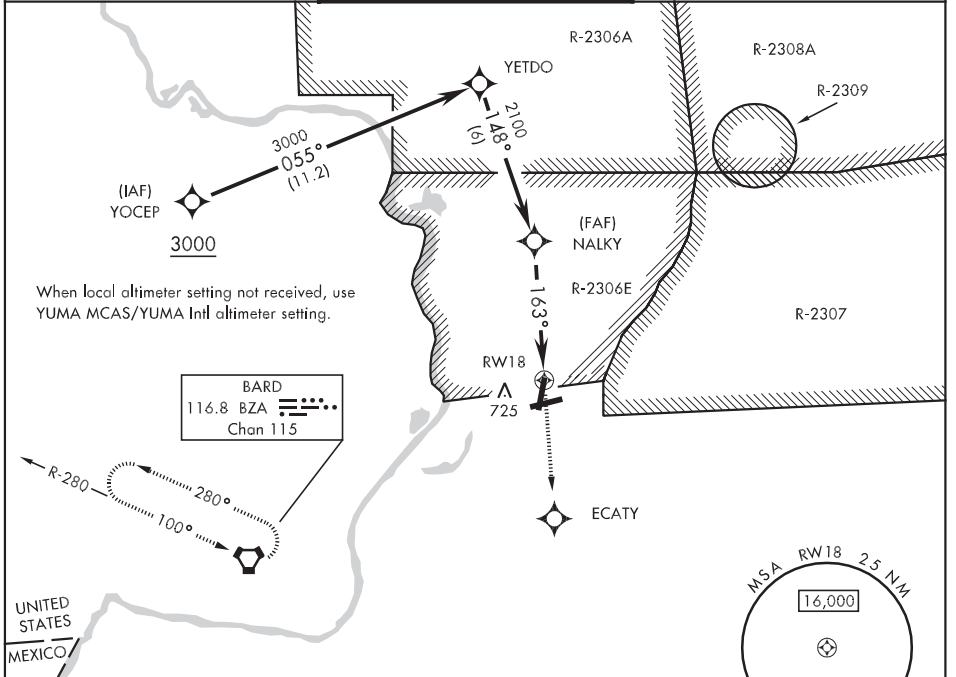 R-2306A
R-2308A
YETDO
R-2309
2100
148°
(6)
3000
055°
(11.2)
(IAF)
YOCEP
3000
(FAF)
NALKY
When local altimeter setting not received, use
YUMA MCAS/YUMA Intl altimeter setting.
R-2306E
163°
R-2307
RW18
725
BARD
116.8 BZA
Chan 115
R-280
280°
100°
ECATY
MSA RW18 25 NM
16,000
UNITED
STATES
MEXICO